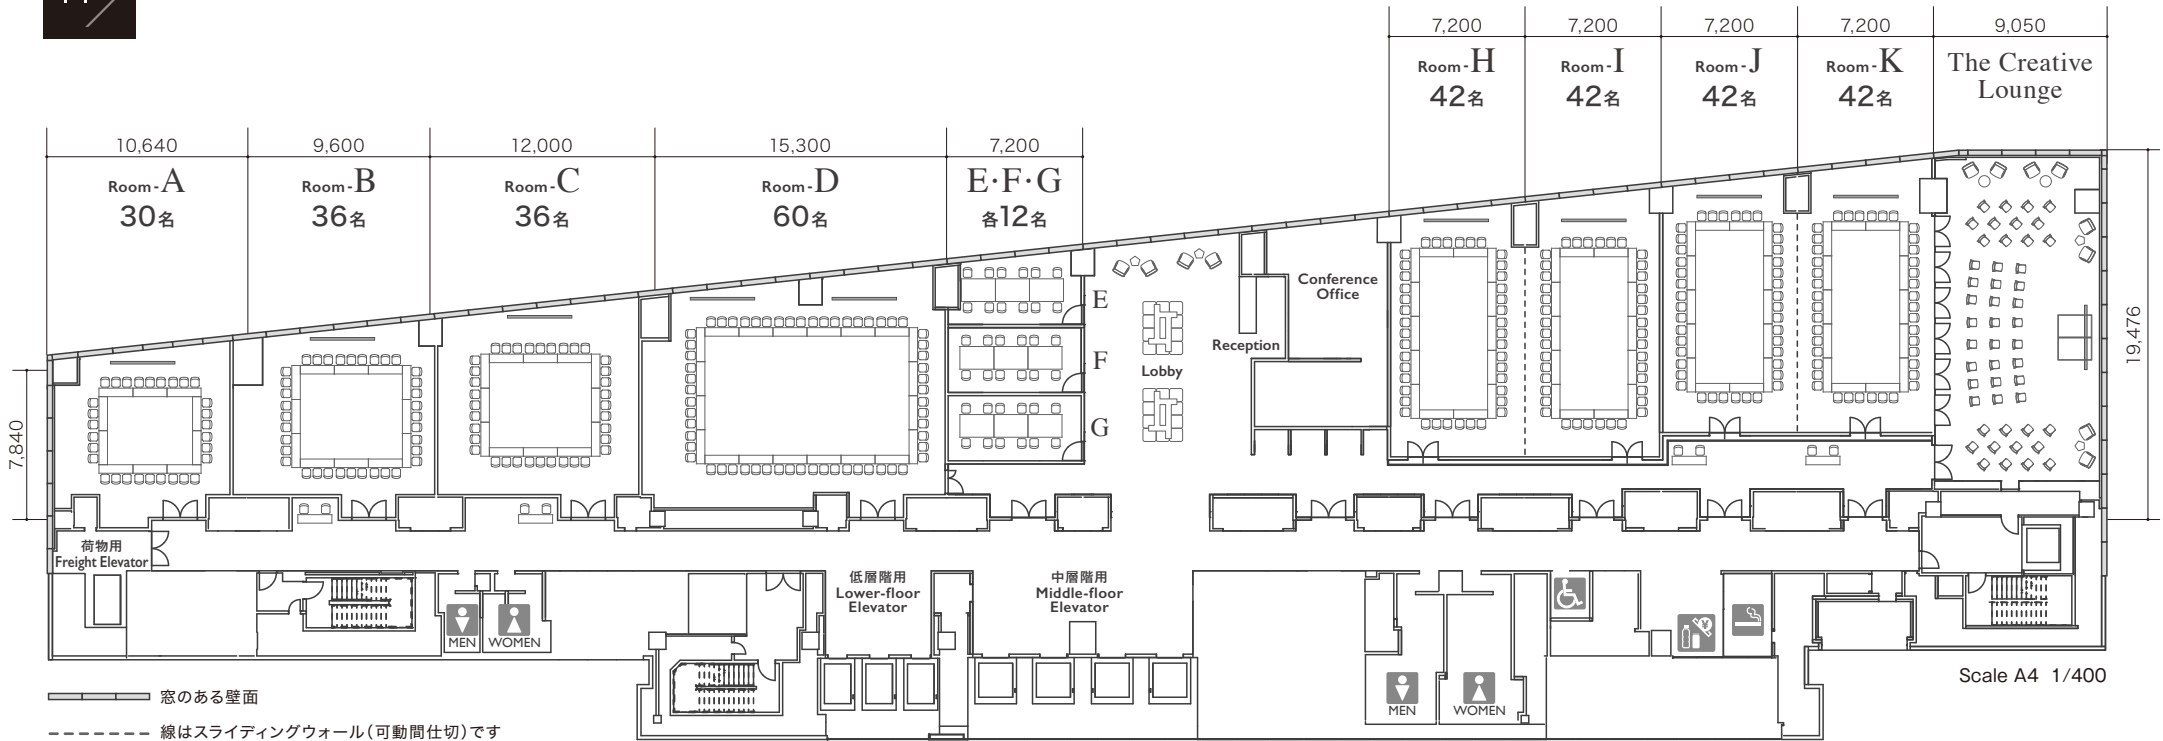 7,200 7,200 7,200 7,200 9,050
Room-H Room-I Room-J Room-K The Creative Lounge
42名 42名 42名 42名
10,640 9,600 12,000 15,300 7,200
Room-A Room-B Room-C Room-D E·F·G
30名 36名 36名 60名 各12名
E
Conference
Office
19,476
Reception
F
Lobby
G
7,840
荷物用
Freight Elevator
低層階用
Lower-floor
Elevator
中層階用
Middle-floor
Elevator
MEN WOMEN
¥
Scale A4 1/400
窓のある壁面
MEN WOMEN
線はスライディングウォール(可動間仕切)です